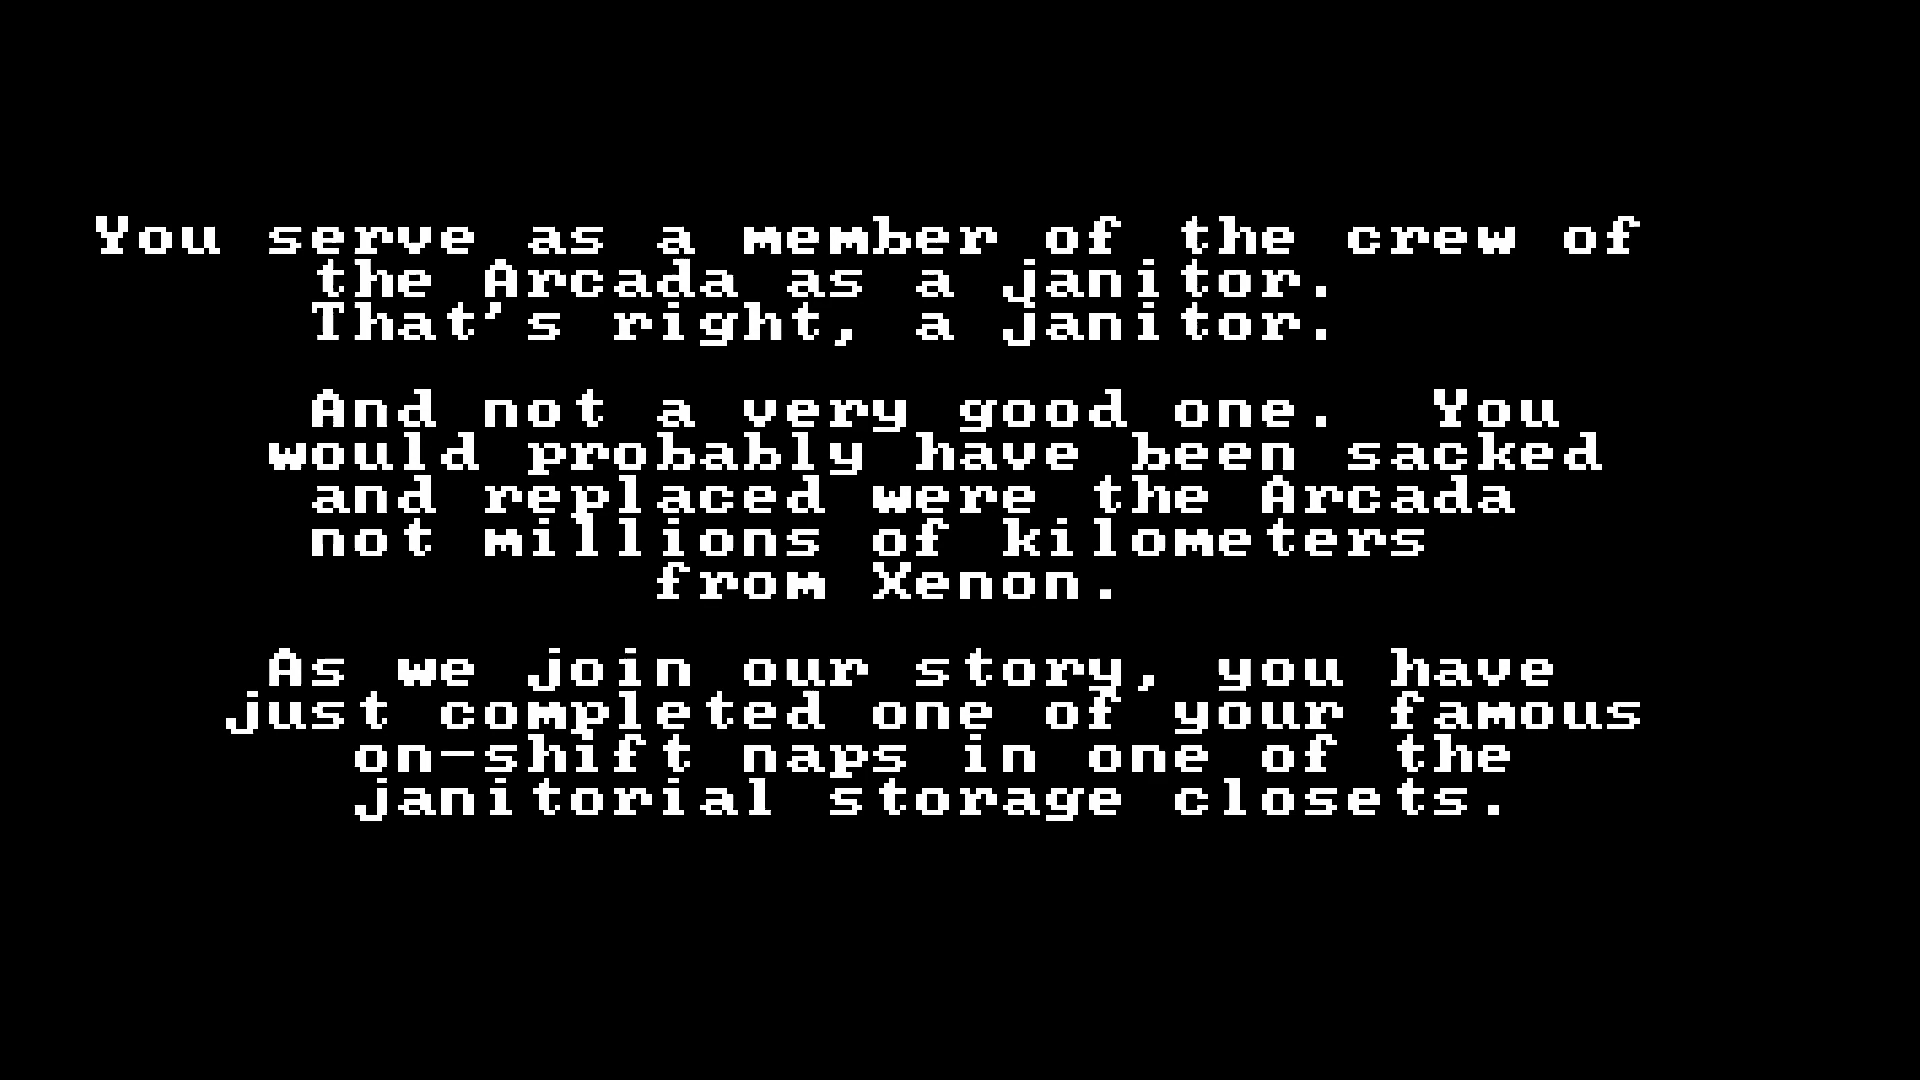 You serve as a member of the crew of
the Arcada as a janitor.
That's right, a janitor.
And not a very good one.  You
would probably have been sacked
and replaced were the Arcada
not millions of kilometers
from Xenon.
As we join our story, you have
just completed one of your famous
on-shift naps in one of the
janitorial storage closets.